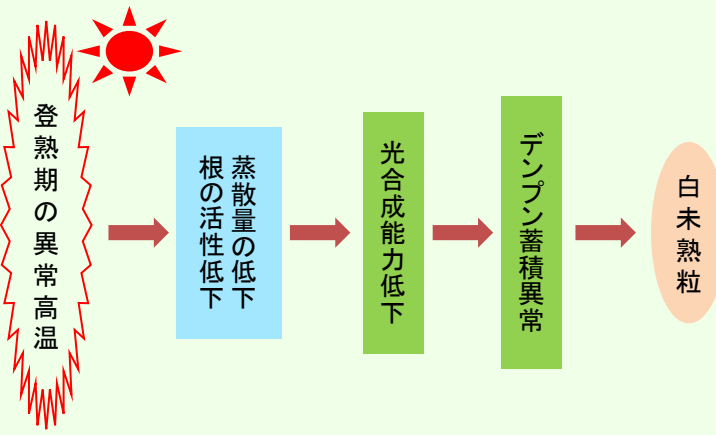 登熟期の異常高温
蒸散量の低下
根の活性低下
光合成能力低下
デンプン蓄積異常
白未熟粒